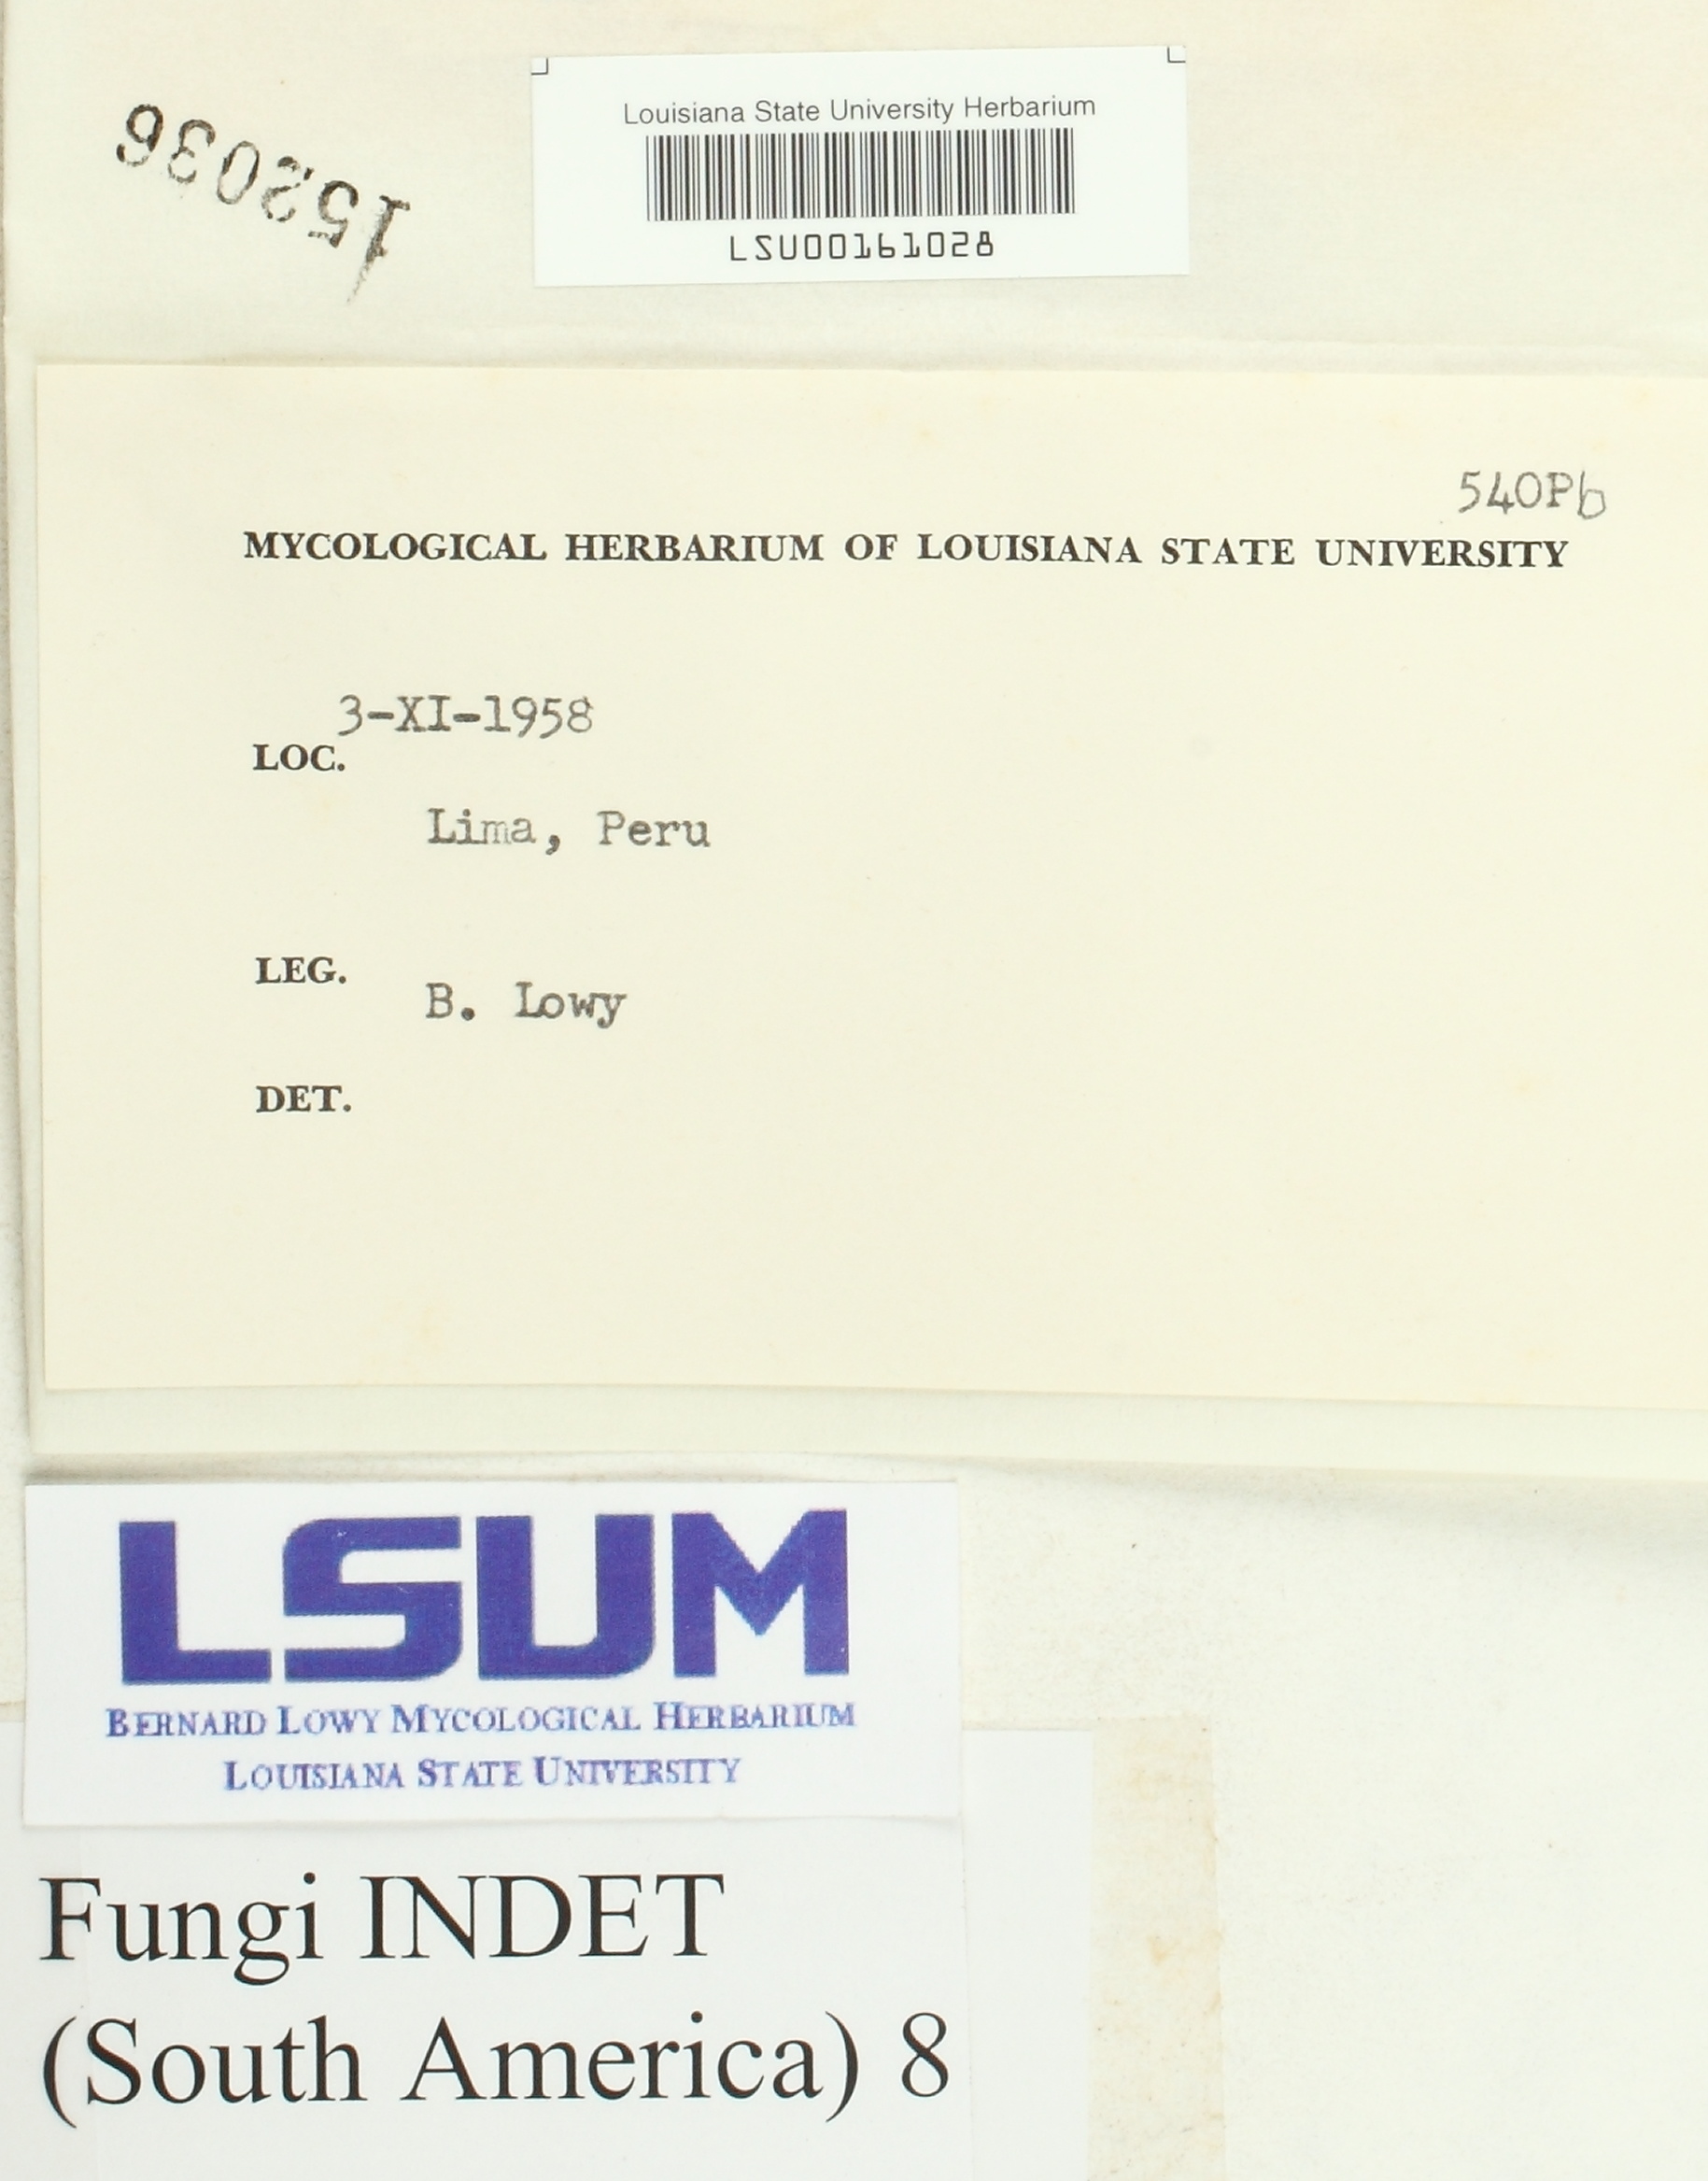 Louisiana State University Herbarium
LSU00161028
152036
540Pb
MYCOLOGICAL HERBARIUM OF LOUISIANA STATE UNIVERSITY
3-XI-1958
LOC.
Lima, Peru
LEG.
B. Lowy
DET.
LSUM
BERNARD LOWY MYCOLOGICAL HERBARIUM
LOUISIANA STATE UNIVERSITY
Fungi INDET
(South America) 8